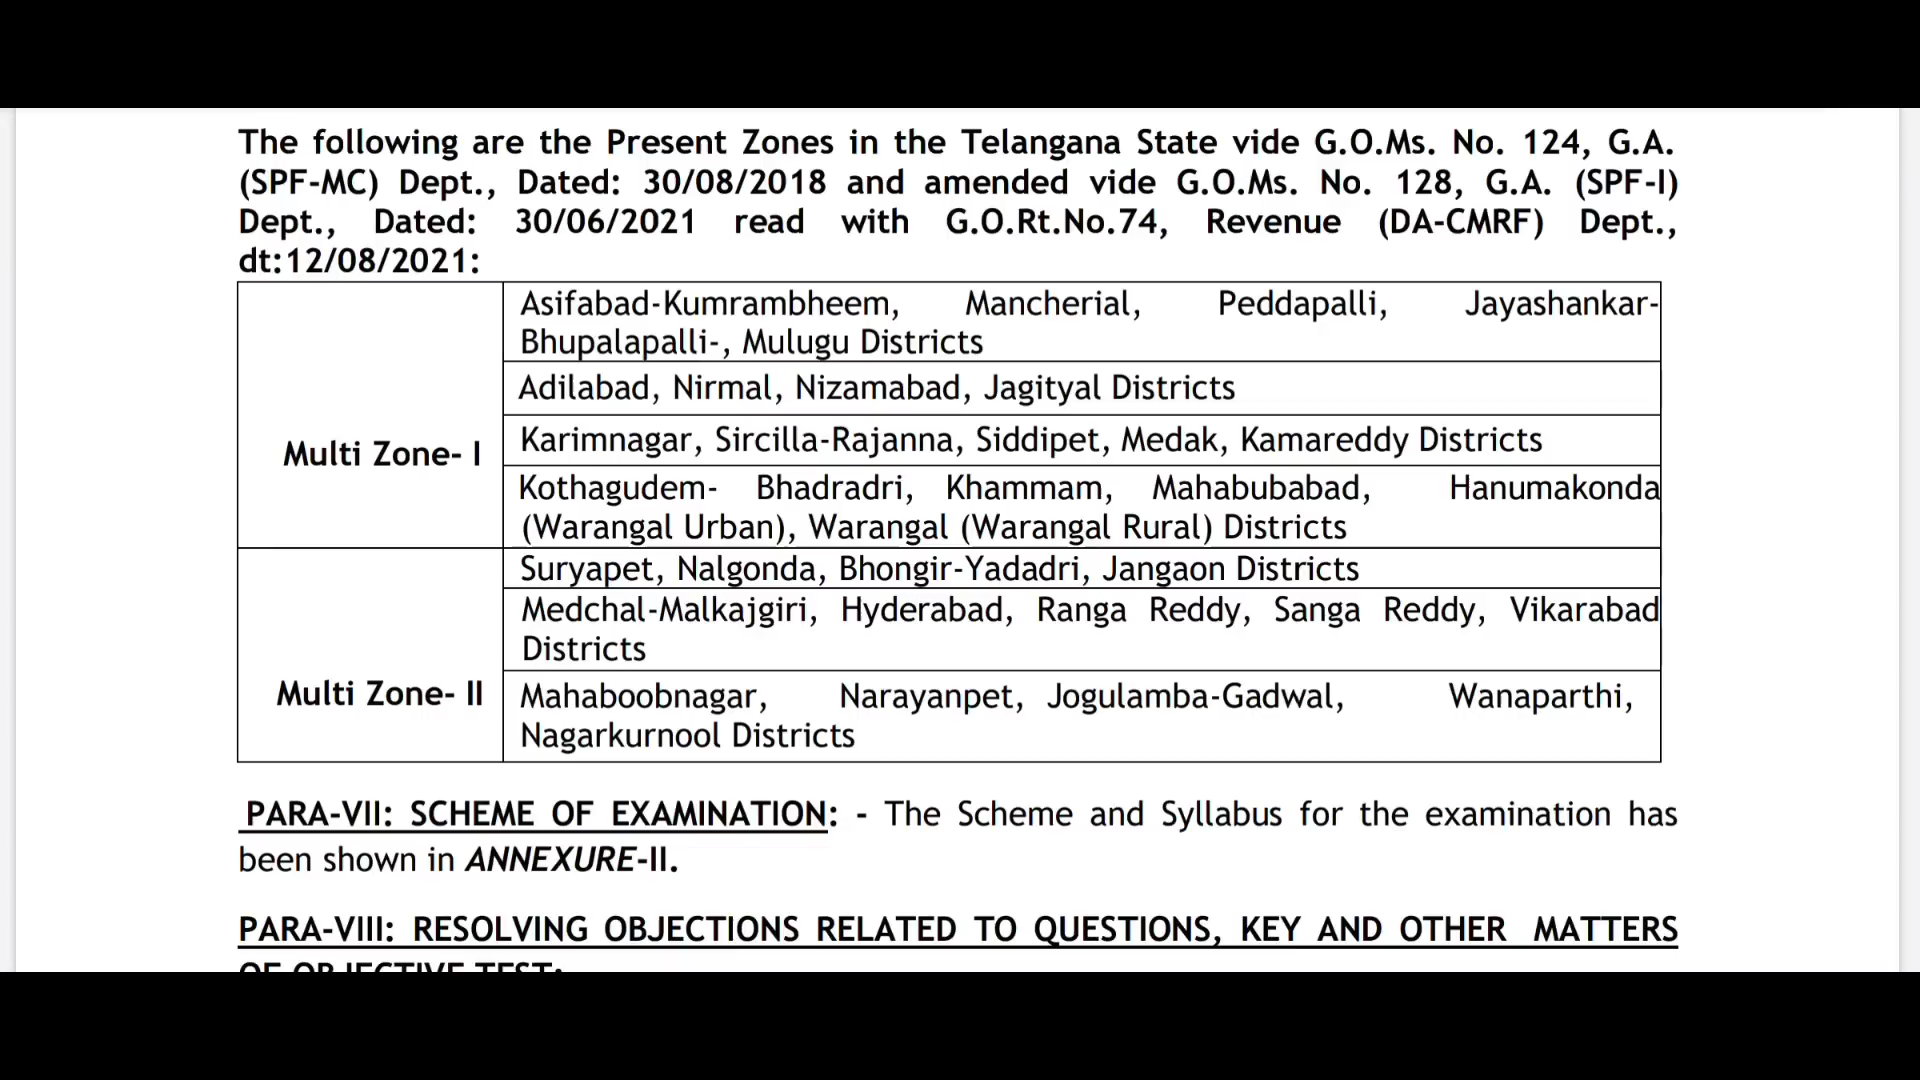 The following are the Present Zones in the Telangana State vide G.O.Ms. No. 124, G.A.
(SPF-MC) Dept., Dated: 30/08/2018 and amended vide G.O.Ms. No. 128, G.A. (SPF-I)
Dept., Dated: 30/06/2021 read with G.O.Rt.No.74, Revenue (DA-CMRF) Dept.,
dt:12/08/2021:
Multi Zone- I
Asifabad-Kumrambheem, Mancherial, Peddapalli, Jayashankar-
Bhupalapalli-, Mulugu Districts
Adilabad, Nirmal, Nizamabad, Jagityal Districts
Karimnagar, Sircilla-Rajanna, Siddipet, Medak, Kamareddy Districts
Kothagudem- Bhadradri, Khammam, Mahabubabad, Hanumakonda
(Warangal Urban), Warangal (Warangal Rural) Districts
Multi Zone- II
Suryapet, Nalgonda, Bhongir-Yadadri, Jangaon Districts
Medchal-Malkajgiri, Hyderabad, Ranga Reddy, Sanga Reddy, Vikarabad
Districts
Mahaboobnagar, Narayanpet, Jogulamba-Gadwal, Wanaparthi,
Nagarkurnool Districts
PARA-VII: SCHEME OF EXAMINATION: - The Scheme and Syllabus for the examination has
been shown in ANNEXURE-II.
PARA-VIII: RESOLVING OBJECTIONS RELATED TO QUESTIONS, KEY AND OTHER MATTERS
OF OBJECTIVE TEST: